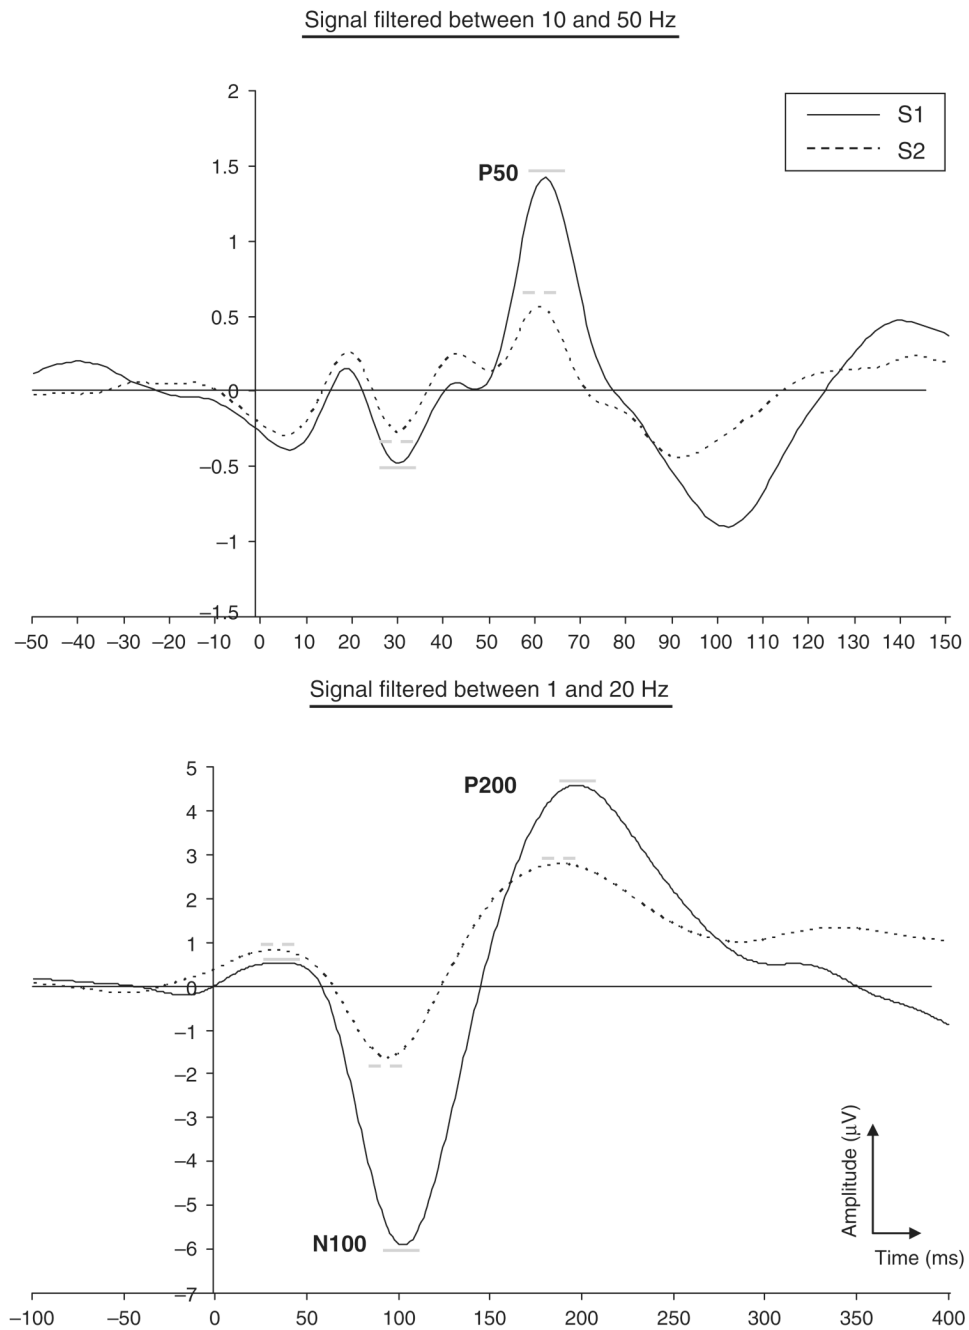 Signal filtered between 10 and 50 Hz
2
S1
S2
1.5
P50
1
0.5
0
−0.5
−1
−1.5
−50 −40 −30 −20 −10 0 10 20 30 40 50 60 70 80 90 100 110 120 130 140 150
Signal filtered between 1 and 20 Hz
5
P200
4
3
2
1
0
−1
−2
−3
−4
−5
N100
−6
−7
Amplitude (μV)
Time (ms)
−100 −50 0 50 100 150 200 250 300 350 400